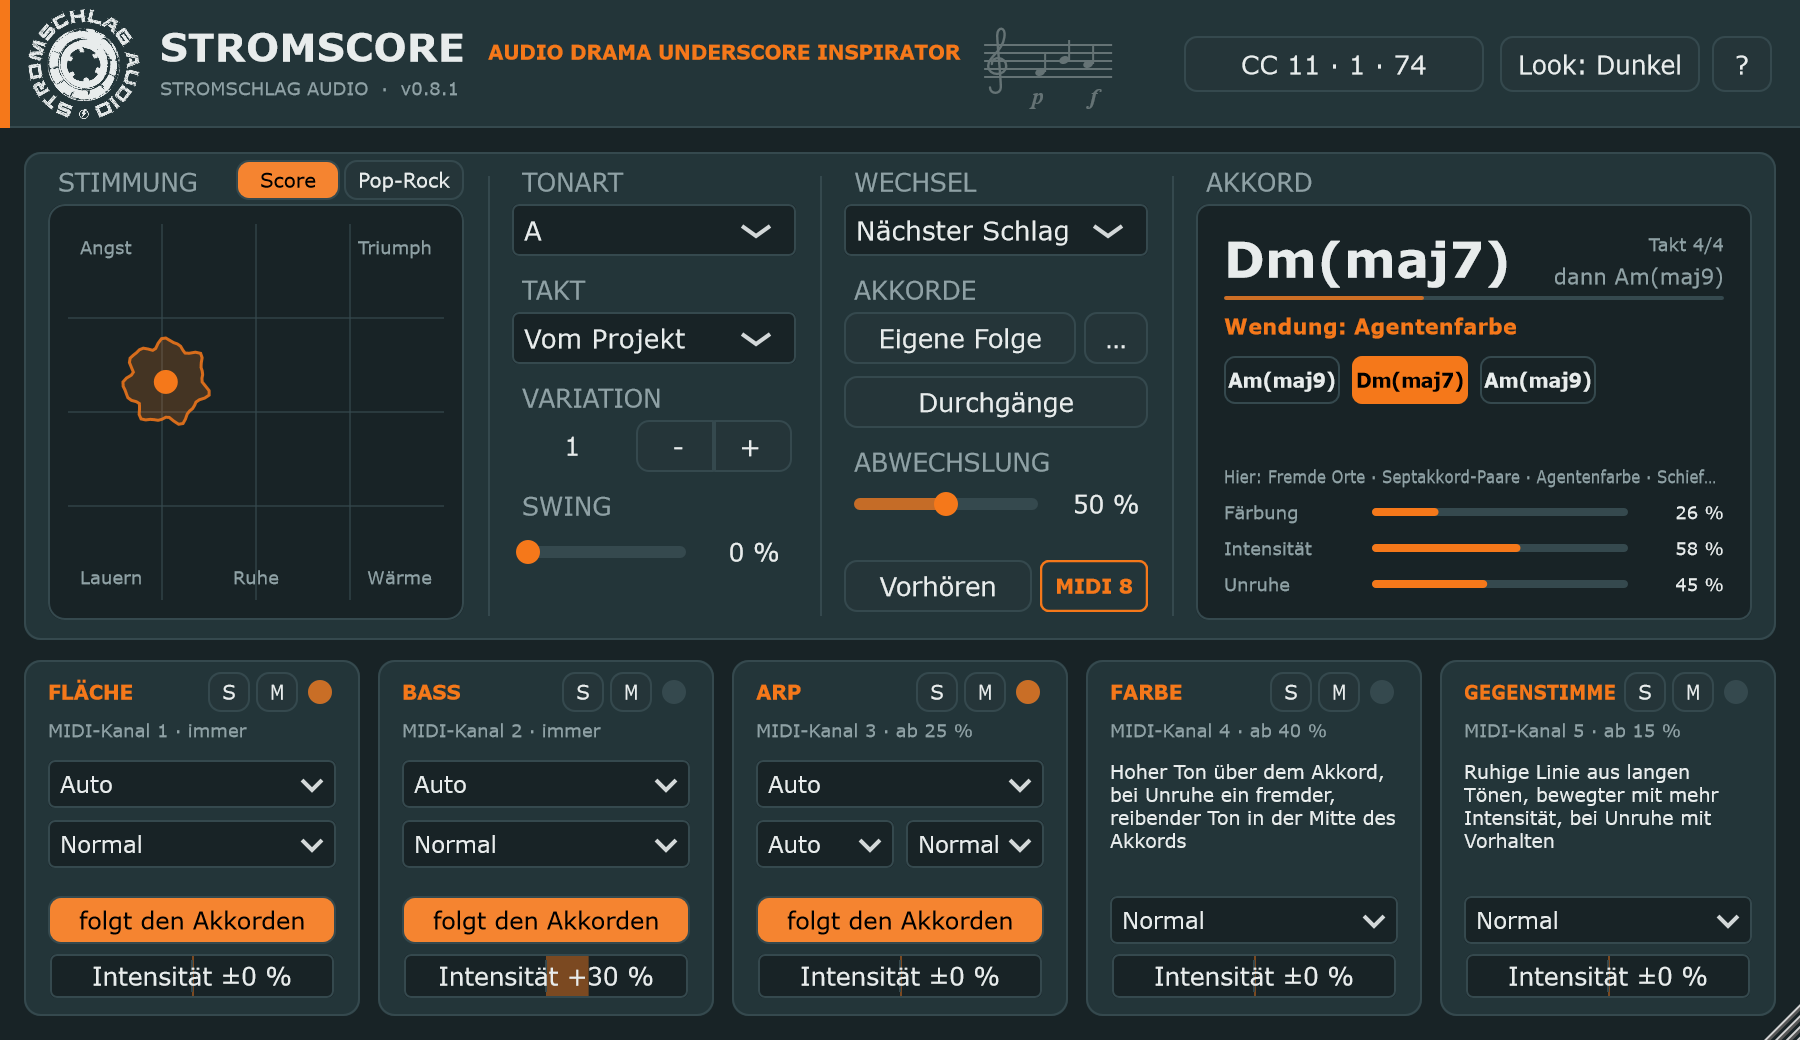 STROMSCHLAG AUDIO
STROMSCORE
AUDIO DRAMA UNDERSCORE INSPIRATOR
STROMSCHLAG AUDIO · v0.8.1
p f
CC 11 · 1 · 74
Look: Dunkel
?
STIMMUNG
Score
Pop-Rock
Angst
Triumph
Lauern
Ruhe
Wärme
TONART
A
TAKT
Vom Projekt
VARIATION
1
-
+
SWING
0 %
WECHSEL
Nächster Schlag
AKKORDE
Eigene Folge
...
Durchgänge
ABWECHSLUNG
50 %
Vorhören
MIDI 8
AKKORD
Dm(maj7)
Takt 4/4
dann Am(maj9)
Wendung: Agentenfarbe
Am(maj9)
Dm(maj7)
Am(maj9)
Hier: Fremde Orte · Septakkord-Paare · Agentenfarbe · Schief...
Färbung 26 %
Intensität 58 %
Unruhe 45 %
FLÄCHE
S
M
MIDI-Kanal 1 · immer
Auto
Normal
folgt den Akkorden
Intensität ±0 %
BASS
S
M
MIDI-Kanal 2 · immer
Auto
Normal
folgt den Akkorden
Intensität +30 %
ARP
S
M
MIDI-Kanal 3 · ab 25 %
Auto
Auto
Normal
folgt den Akkorden
Intensität ±0 %
FARBE
S
M
MIDI-Kanal 4 · ab 40 %
Hoher Ton über dem Akkord,
bei Unruhe ein fremder,
reibender Ton in der Mitte des
Akkords
Normal
Intensität ±0 %
GEGENSTIMME
S
M
MIDI-Kanal 5 · ab 15 %
Ruhige Linie aus langen
Tönen, bewegter mit mehr
Intensität, bei Unruhe mit
Vorhalten
Normal
Intensität ±0 %